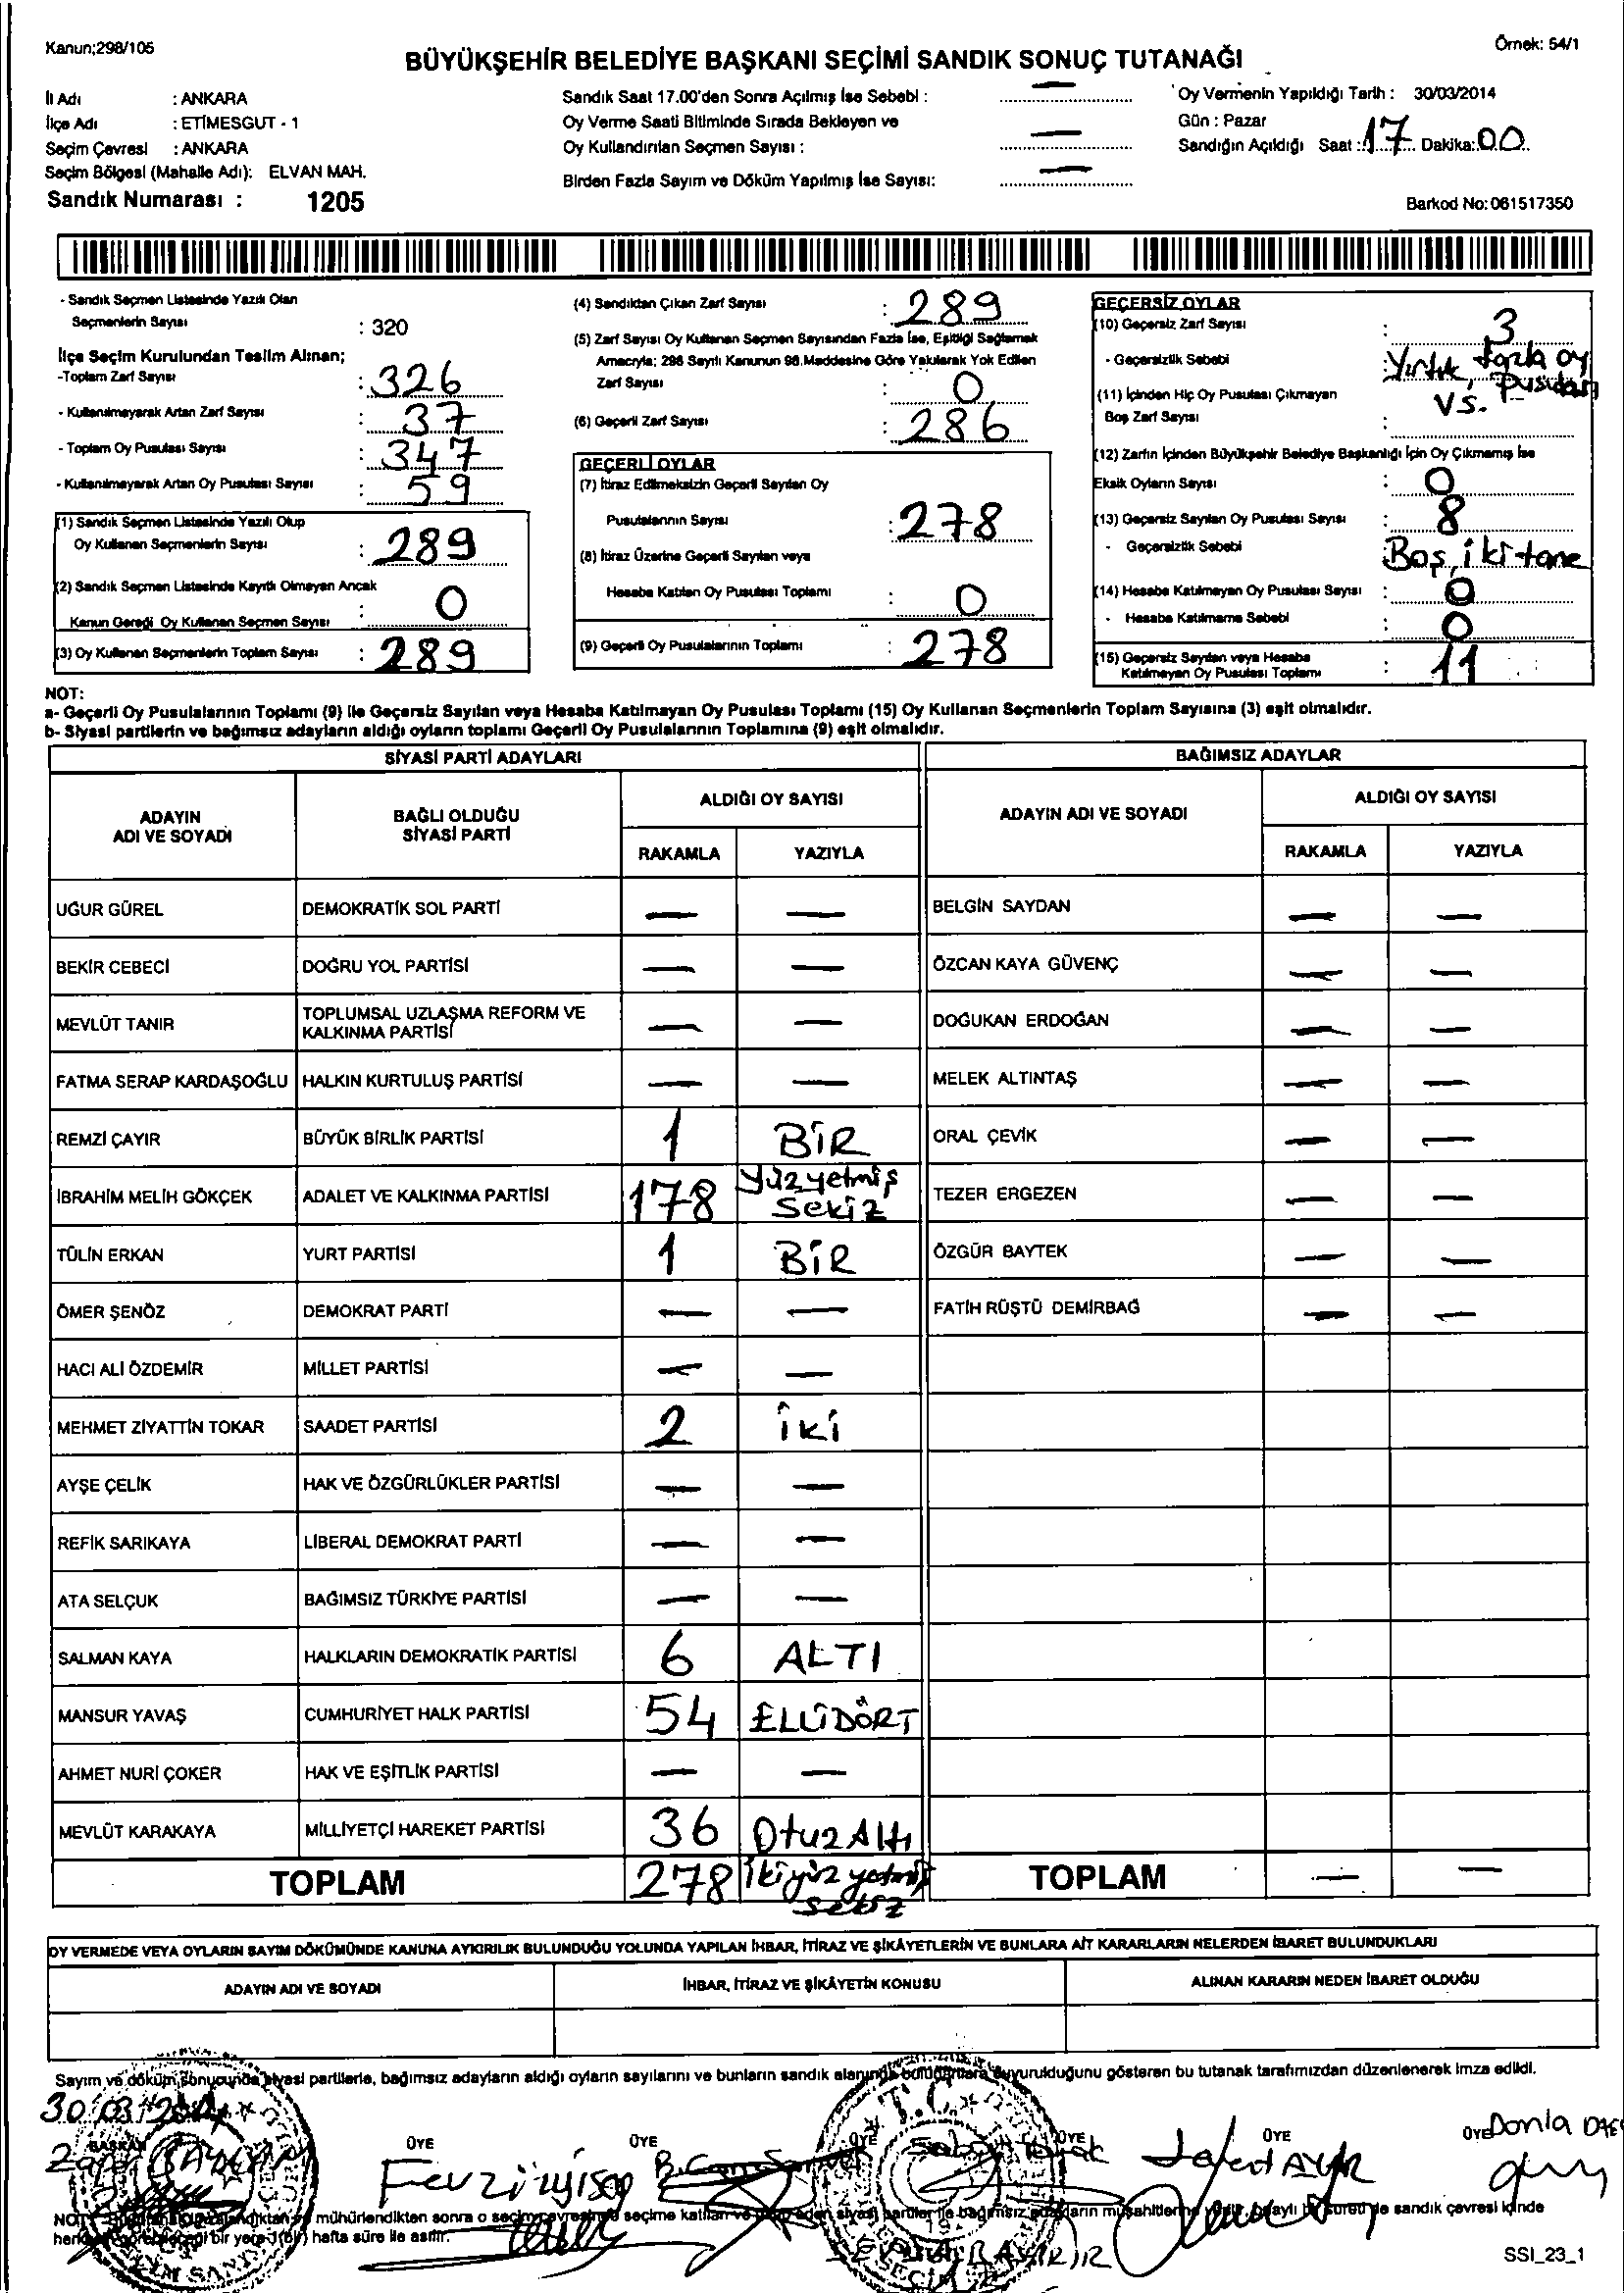 Kanun;298/105
Örnek: 54/1
BÜYÜKŞEHİR BELEDİYE BAŞKANI SEÇİMİ SANDIK SONUÇ TUTANAĞI
İl Adı : ANKARA
İlçe Adı : ETİMESGUT - 1
Seçim Çevresi : ANKARA
Seçim Bölgesi (Mahalle Adı): ELVAN MAH.
Sandık Numarası : 1205
Sandık Saat 17.00'den Sonra Açılmış İse Sebebi : —
Oy Verme Saati Bitiminde Sırada Bekleyen ve
Oy Kullandırılan Seçmen Sayısı : —
Birden Fazla Sayım ve Döküm Yapılmış İse Sayısı: —
Oy Vermenin Yapıldığı Tarih : 30/03/2014
Gün : Pazar
Sandığın Açıldığı Saat : 17 Dakika: 00
Barkod No: 061517350
- Sandık Seçmen Listesinde Yazılı Olan
Seçmenlerin Sayısı : 320
İlçe Seçim Kurulundan Teslim Alınan;
-Toplam Zarf Sayısı : 326
- Kullanılmayarak Artan Zarf Sayısı : 37
- Toplam Oy Pusulası Sayısı : 347
- Kullanılmayarak Artan Oy Pusulası Sayısı : 59
(1) Sandık Seçmen Listesinde Yazılı Olup
Oy Kullanan Seçmenlerin Sayısı : 289
(2) Sandık Seçmen Listesinde Kayıtlı Olmayan Ancak
Kanun Gereği Oy Kullanan Seçmen Sayısı : 0
(3) Oy Kullanan Seçmenlerin Toplam Sayısı : 289
(4) Sandıktan Çıkan Zarf Sayısı : 289
(5) Zarf Sayısı Oy Kullanan Seçmen Sayısından Fazla İse, Eşitliği Sağlamak
Amacıyla; 298 Sayılı Kanunun 98.Maddesine Göre Yakılarak Yok Edilen
Zarf Sayısı : 0
(6) Geçerli Zarf Sayısı : 286
GEÇERLİ OYLAR
(7) İtiraz Edilmeksizin Geçerli Sayılan Oy
Pusulalarının Sayısı : 278
(8) İtiraz Üzerine Geçerli Sayılan veya
Hesaba Katılan Oy Pusulası Toplamı : 0
(9) Geçerli Oy Pusulalarının Toplamı : 278
GEÇERSİZ OYLAR
(10) Geçersiz Zarf Sayısı : 3
- Geçersizlik Sebebi : Yırtık, fazla oy
Pusulası
vs.
(11) İçinden Hiç Oy Pusulası Çıkmayan
Boş Zarf Sayısı :
(12) Zarfın İçinden Büyükşehir Belediye Başkanlığı İçin Oy Çıkmamış İse
Eksik Oyların Sayısı : 0
(13) Geçersiz Sayılan Oy Pusulası Sayısı : 8
- Geçersizlik Sebebi : Boş, iki tane
(14) Hesaba Katılmayan Oy Pusulası Sayısı : 0
- Hesaba Katılmama Sebebi : 0
(15) Geçersiz Sayılan veya Hesaba
Katılmayan Oy Pusulası Toplamı : 11
NOT:
a- Geçerli Oy Pusulalarının Toplamı (9) ile Geçersiz Sayılan veya Hesaba Katılmayan Oy Pusulası Toplamı (15) Oy Kullanan Seçmenlerin Toplam Sayısına (3) eşit olmalıdır.
b- Siyasi partilerin ve bağımsız adayların aldığı oyların toplamı Geçerli Oy Pusulalarının Toplamına (9) eşit olmalıdır.
SİYASİ PARTİ ADAYLARI
ADAYIN ADI VE SOYADI BAĞLI OLDUĞU SİYASİ PARTİ ALDIĞI OY SAYISI RAKAMLA YAZIYLA
UĞUR GÜREL DEMOKRATİK SOL PARTİ — —
BEKİR CEBECİ DOĞRU YOL PARTİSİ — —
MEVLÜT TANIR TOPLUMSAL UZLAŞMA REFORM VE KALKINMA PARTİSİ — —
FATMA SERAP KARDAŞOĞLU HALKIN KURTULUŞ PARTİSİ — —
REMZİ ÇAYIR BÜYÜK BİRLİK PARTİSİ 1 BİR
İBRAHİM MELİH GÖKÇEK ADALET VE KALKINMA PARTİSİ 178 Yüzyetmiş Sekiz
TÜLİN ERKAN YURT PARTİSİ 1 BİR
ÖMER ŞENÖZ DEMOKRAT PARTİ — —
HACI ALİ ÖZDEMİR MİLLET PARTİSİ — —
MEHMET ZİYATTİN TOKAR SAADET PARTİSİ 2 iki
AYŞE ÇELİK HAK VE ÖZGÜRLÜKLER PARTİSİ — —
REFİK SARIKAYA LİBERAL DEMOKRAT PARTİ — —
ATA SELÇUK BAĞIMSIZ TÜRKİYE PARTİSİ — —
SALMAN KAYA HALKLARIN DEMOKRATİK PARTİSİ 6 ALTI
MANSUR YAVAŞ CUMHURİYET HALK PARTİSİ 54 ELLİDÖRT
AHMET NURİ ÇOKER HAK VE EŞİTLİK PARTİSİ — —
MEVLÜT KARAKAYA MİLLİYETÇİ HAREKET PARTİSİ 36 OtuzAltı
TOPLAM 278 ikiyüz yetmiş sekiz
BAĞIMSIZ ADAYLAR
ADAYIN ADI VE SOYADI ALDIĞI OY SAYISI RAKAMLA YAZIYLA
BELGİN SAYDAN — —
ÖZCAN KAYA GÜVENÇ — —
DOĞUKAN ERDOĞAN — —
MELEK ALTINTAŞ — —
ORAL ÇEVİK — —
TEZER ERGEZEN — —
ÖZGÜR BAYTEK — —
FATİH RÜŞTÜ DEMİRBAĞ — —
TOPLAM — —
OY VERMEDE VEYA OYLARIN SAYIM DÖKÜMÜNDE KANUNA AYKIRILIK BULUNDUĞU YOLUNDA YAPILAN İHBAR, İTİRAZ VE ŞİKÂYETLERİN VE BUNLARA AİT KARARLARIN NELERDEN İBARET BULUNDUKLARI
ADAYIN ADI VE SOYADI İHBAR, İTİRAZ VE ŞİKÂYETİN KONUSU ALINAN KARARIN NEDEN İBARET OLDUĞU
Sayım ve döküm sonucunda siyasi partilerle, bağımsız adayların aldığı oyların sayılarını ve bunların sandık alanında bulunanlara duyurulduğunu gösteren bu tutanak tarafımızdan düzenlenerek imza edildi.
30/03/2014
BAŞKAN ÜYE ÜYE ÜYE ÜYE ÜYE ÜYE
T.C.
mühürlendikten sonra o seçim çevresinde seçime katılan siyasi partiler ile bağımsız adayların müşahitlerine sandık çevresi içinde
bir yere 1 (bir) hafta süre ile asılır.
SSI_23_1